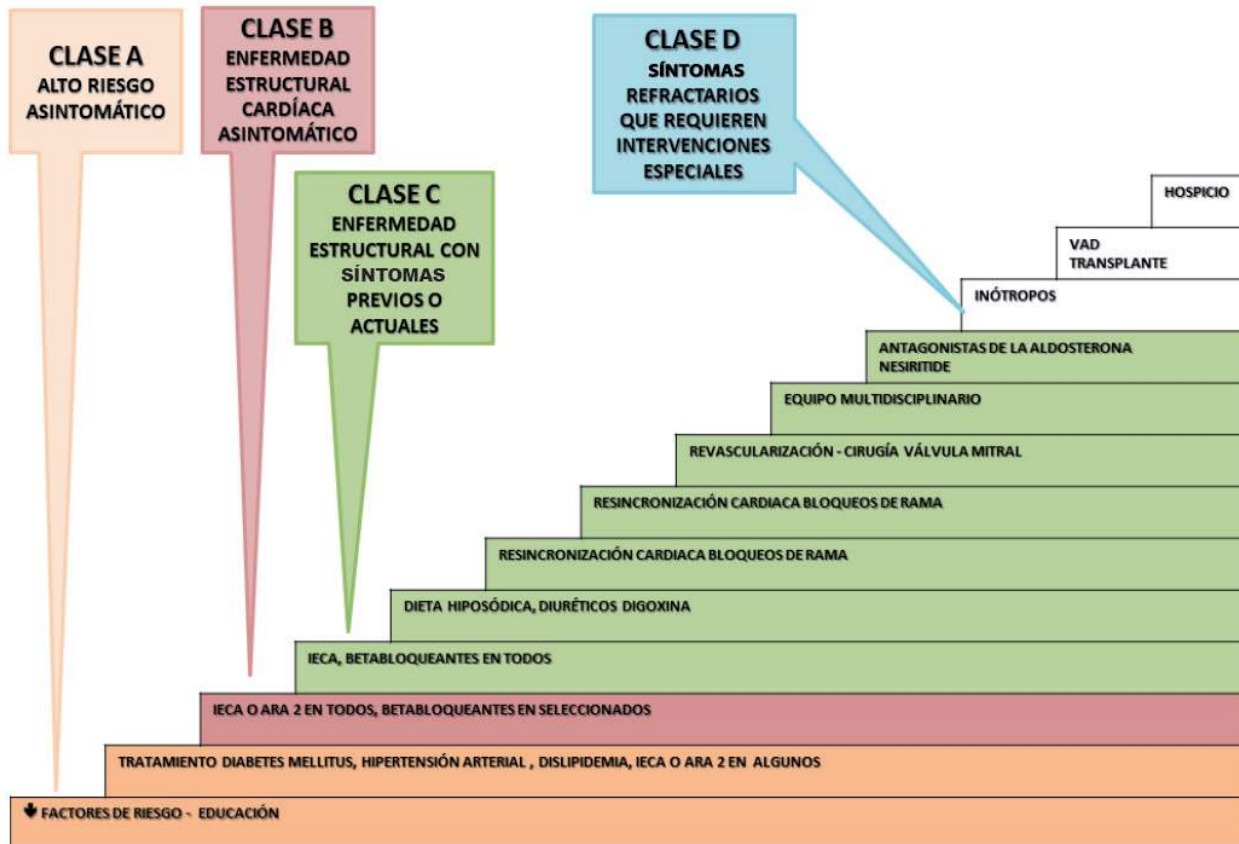 CLASE A
ALTO RIESGO
ASINTOMÁTICO
CLASE B
ENFERMEDAD
ESTRUCTURAL
CARDÍACA
ASINTOMÁTICO
CLASE C
ENFERMEDAD
ESTRUCTURAL CON
SÍNTOMAS
PREVIOS O
ACTUALES
CLASE D
SÍNTOMAS
REFRACTARIOS
QUE REQUIEREN
INTERVENCIONES
ESPECIALES
HOSPICIO
VAD
TRANSPLANTE
INÓTROPOS
ANTAGONISTAS DE LA ALDOSTERONA
NESIRITIDE
EQUIPO MULTIDISCIPLINARIO
REVASCULARIZACIÓN - CIRUGÍA VÁLVULA MITRAL
RESINCRONIZACIÓN CARDIACA BLOQUEOS DE RAMA
RESINCRONIZACIÓN CARDIACA BLOQUEOS DE RAMA
DIETA HIPOSÓDICA, DIURÉTICOS DIGOXINA
IECA, BETABLOQUEANTES EN TODOS
IECA O ARA 2 EN TODOS, BETABLOQUEANTES EN SELECCIONADOS
TRATAMIENTO DIABETES MELLITUS, HIPERTENSIÓN ARTERIAL , DISLIPIDEMIA, IECA O ARA 2 EN ALGUNOS
🡇 FACTORES DE RIESGO - EDUCACIÓN